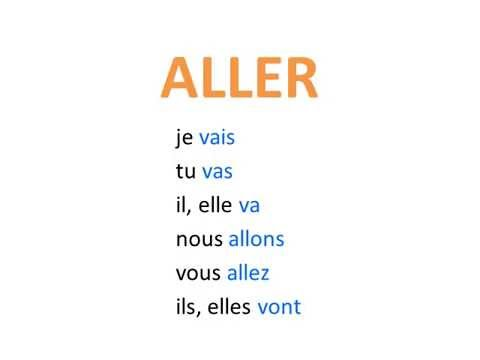 ALLER
je vais
tu vas
il, elle va
nous allons
vous allez
ils, elles vont